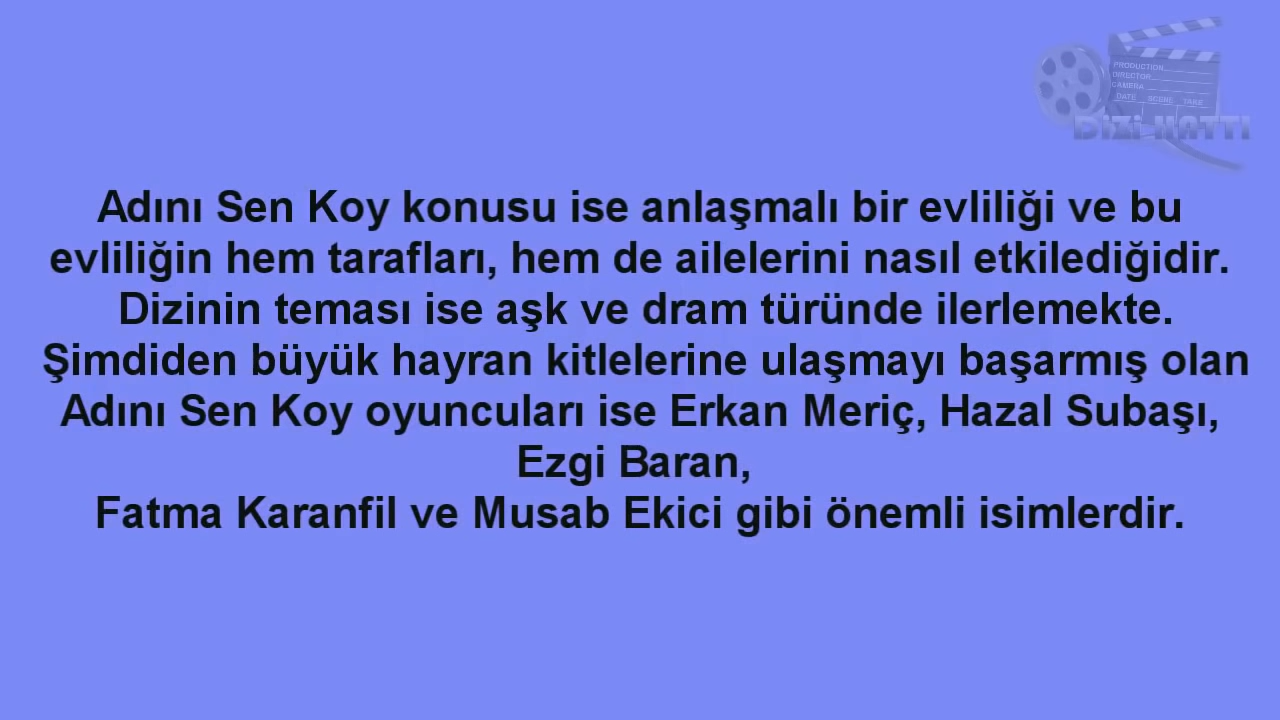 PRODUCTION
DIRECTOR
CAMERA
DATE SCENE TAKE
DiZi HATTI
Adını Sen Koy konusu ise anlaşmalı bir evliliği ve bu
evliliğin hem tarafları, hem de ailelerini nasıl etkilediğidir.
Dizinin teması ise aşk ve dram türünde ilerlemekte.
Şimdiden büyük hayran kitlelerine ulaşmayı başarmış olan
Adını Sen Koy oyuncuları ise Erkan Meriç, Hazal Subaşı,
Ezgi Baran,
Fatma Karanfil ve Musab Ekici gibi önemli isimlerdir.